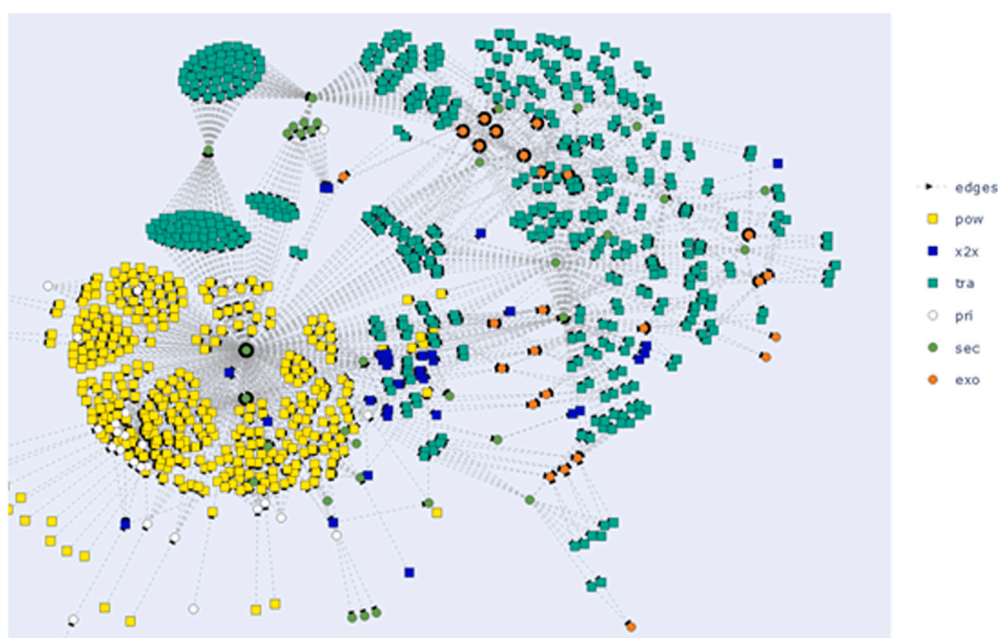 edges
pow
x2x
tra
pri
sec
exo